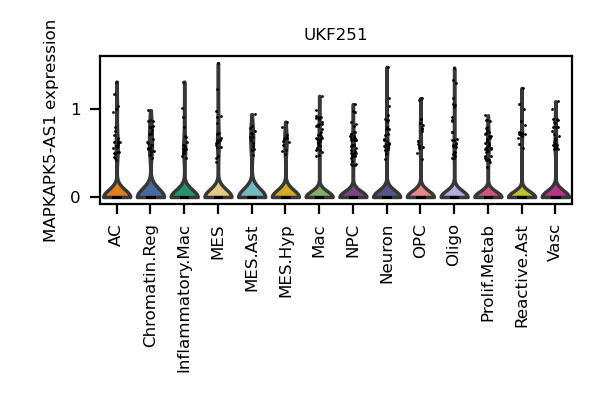 UKF251
MAPKAPK5-AS1 expression
1
0
AC
Chromatin.Reg
Inflammatory.Mac
MES
MES.Ast
MES.Hyp
Mac
NPC
Neuron
OPC
Oligo
Prolif.Metab
Reactive.Ast
Vasc